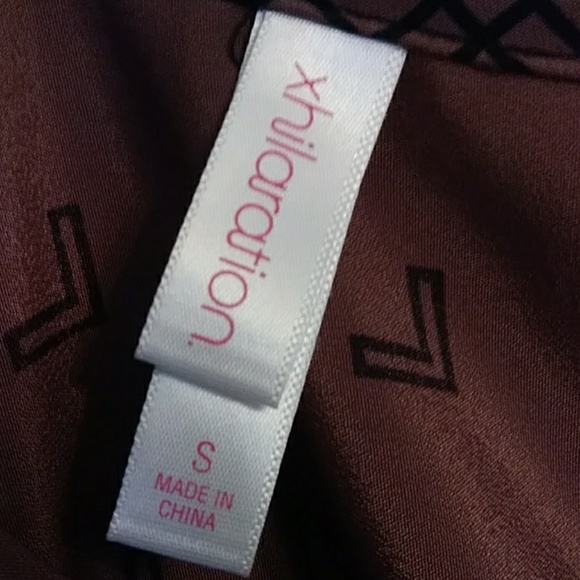 xhilaration.
S
MADE IN
CHINA